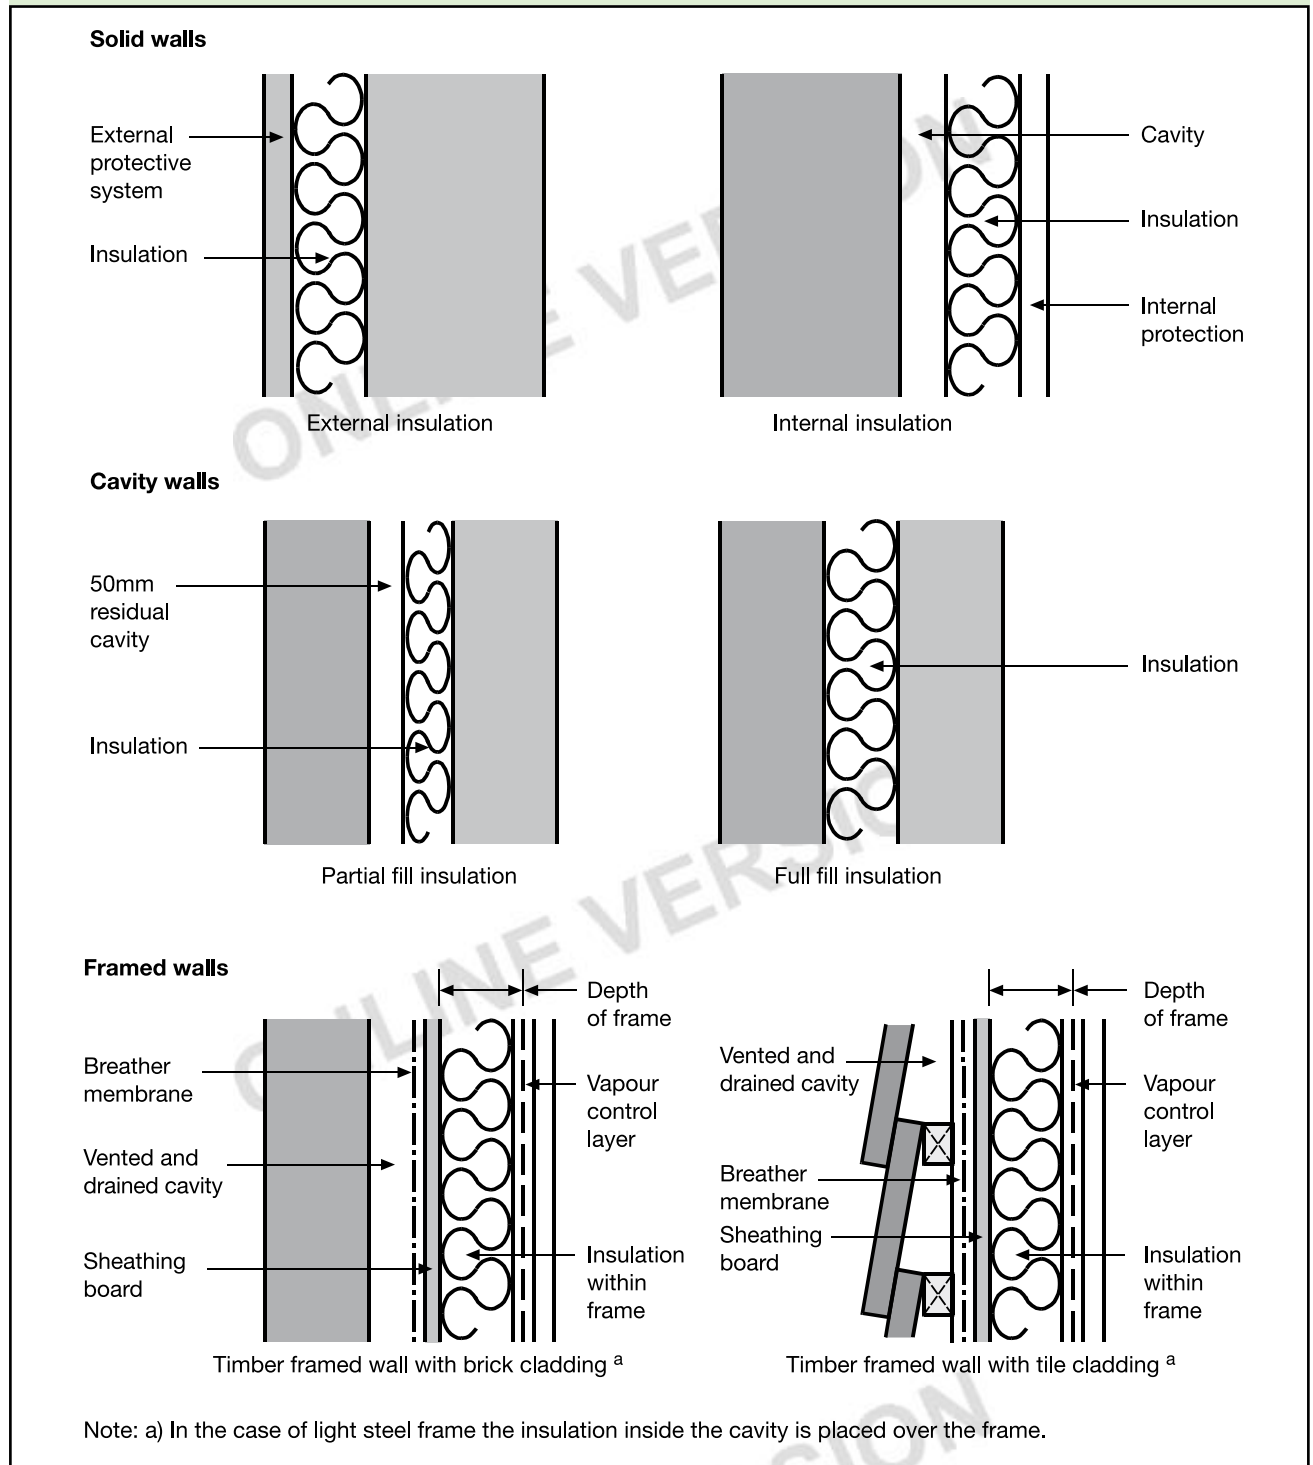 Solid walls
External
protective
system
Insulation
Cavity
Insulation
Internal
protection
External insulation
Internal insulation
Cavity walls
50mm
residual
cavity
Insulation
Insulation
Partial fill insulation
Full fill insulation
Framed walls
Depth
of frame
Breather
membrane
Vapour
control
layer
Vented and
drained cavity
Sheathing
board
Insulation
within
frame
Timber framed wall with brick cladding a
Depth
of frame
Vented and
drained cavity
Vapour
control
layer
Breather
membrane
Sheathing
board
Insulation
within
frame
Timber framed wall with tile cladding a
Note: a) In the case of light steel frame the insulation inside the cavity is placed over the frame.
ONLINE VERSION
ONLINE VERSION
SION